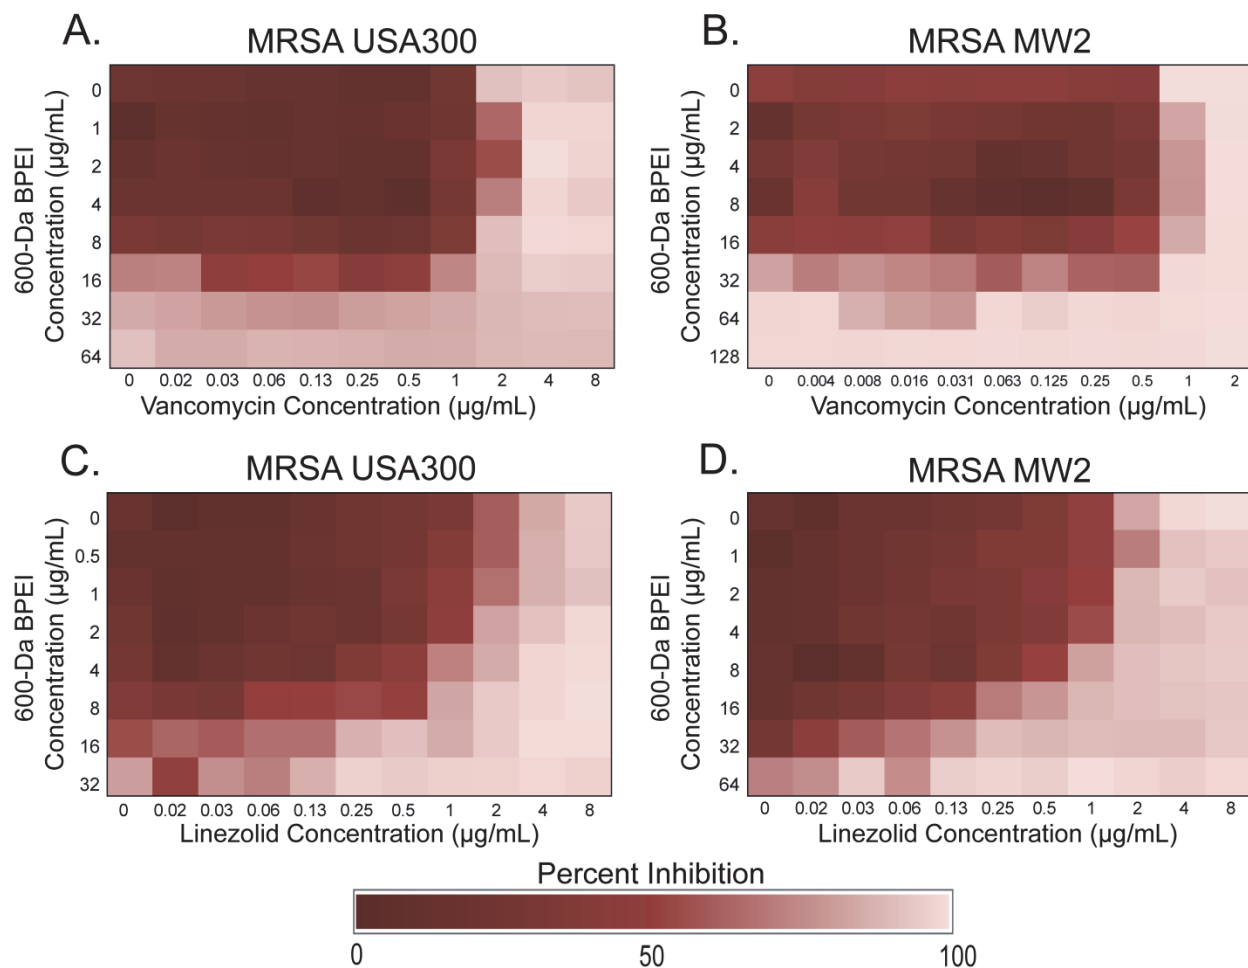 A.
MRSA USA300
600-Da BPEI
Concentration (µg/mL)
0
1
2
4
8
16
32
64
0 0.02 0.03 0.06 0.13 0.25 0.5 1 2 4 8
Vancomycin Concentration (µg/mL)
B.
MRSA MW2
600-Da BPEI
Concentration (µg/mL)
0
2
4
8
16
32
64
128
0 0.004 0.008 0.016 0.031 0.063 0.125 0.25 0.5 1 2
Vancomycin Concentration (µg/mL)
C.
MRSA USA300
600-Da BPEI
Concentration (µg/mL)
0
0.5
1
2
4
8
16
32
0 0.02 0.03 0.06 0.13 0.25 0.5 1 2 4 8
Linezolid Concentration (µg/mL)
D.
MRSA MW2
600-Da BPEI
Concentration (µg/mL)
0
1
2
4
8
16
32
64
0 0.02 0.03 0.06 0.13 0.25 0.5 1 2 4 8
Linezolid Concentration (µg/mL)
Percent Inhibition
0 50 100